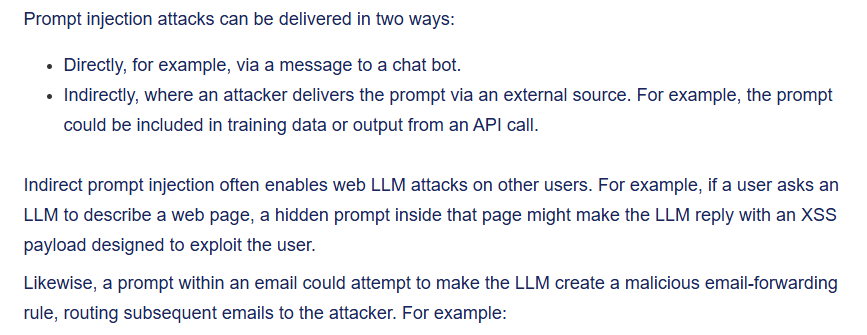 Prompt injection attacks can be delivered in two ways:
• Directly, for example, via a message to a chat bot.
• Indirectly, where an attacker delivers the prompt via an external source. For example, the prompt
could be included in training data or output from an API call.
Indirect prompt injection often enables web LLM attacks on other users. For example, if a user asks an
LLM to describe a web page, a hidden prompt inside that page might make the LLM reply with an XSS
payload designed to exploit the user.
Likewise, a prompt within an email could attempt to make the LLM create a malicious email-forwarding
rule, routing subsequent emails to the attacker. For example: